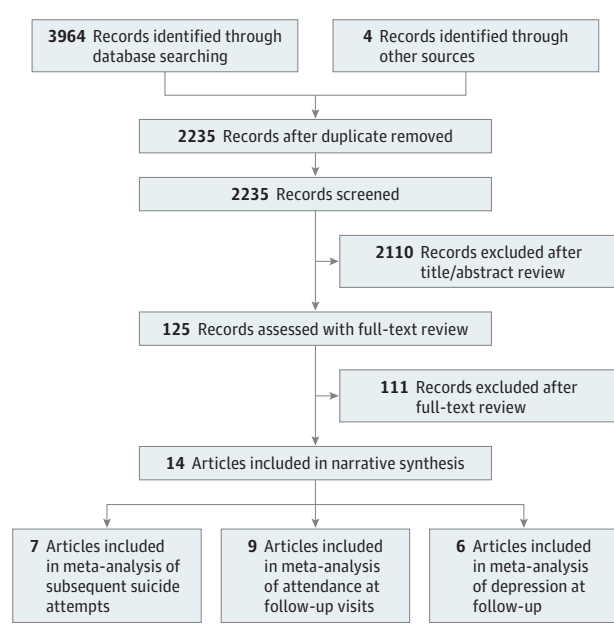 3964 Records identified through
database searching
4 Records identified through
other sources
2235 Records after duplicate removed
2235 Records screened
2110 Records excluded after
title/abstract review
125 Records assessed with full-text review
111 Records excluded after
full-text review
14 Articles included in narrative synthesis
7 Articles included
in meta-analysis of
subsequent suicide
attempts
9 Articles included
in meta-analysis
of attendance at
follow-up visits
6 Articles included
in meta-analysis
of depression at
follow-up